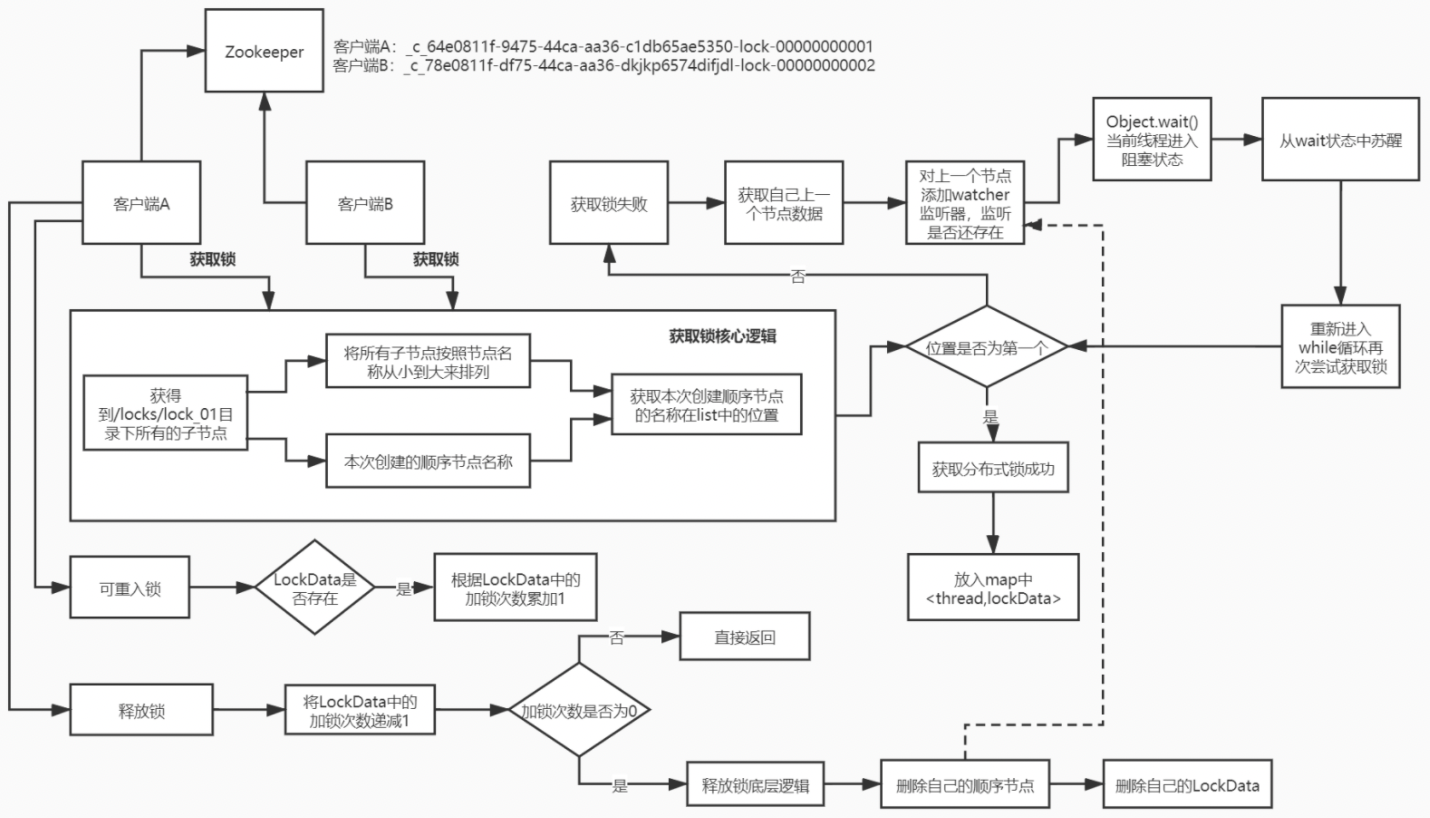 Zookeeper
客户端A：_c_64e0811f-9475-44ca-aa36-c1db65ae5350-lock-00000000001
客户端B：_c_78e0811f-df75-44ca-aa36-dkjkp6574difjdl-lock-00000000002
客户端A
客户端B
获取锁
获取锁
获取锁失败
获取自己上一
个节点数据
对上一个节点
添加watcher
监听器，监听
是否还存在
Object.wait()
当前线程进入
阻塞状态
从wait状态中苏醒
否
获取锁核心逻辑
获得
到/locks/lock_01目
录下所有的子节点
将所有子节点按照节点名
称从小到大来排列
本次创建的顺序节点名称
获取本次创建顺序节点
的名称在list中的位置
位置是否为第一个
重新进入
while循环再
次尝试获取锁
是
获取分布式锁成功
放入map中
<thread,lockData>
可重入锁
LockData是
否存在
是
根据LockData中的
加锁次数累加1
释放锁
将LockData中的
加锁次数递减1
加锁次数是否为0
否
直接返回
是
释放锁底层逻辑
删除自己的顺序节点
删除自己的LockData